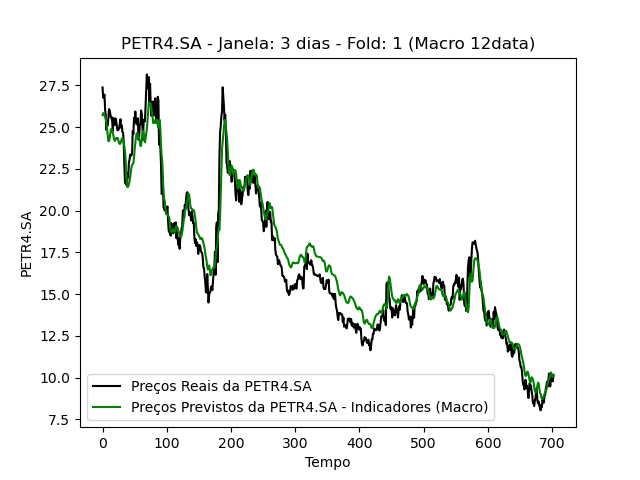 PETR4.SA - Janela: 3 dias - Fold: 1 (Macro 12data)
27.5
25.0
22.5
20.0
17.5
15.0
12.5
10.0
7.5
PETR4.SA
Preços Reais da PETR4.SA
Preços Previstos da PETR4.SA - Indicadores (Macro)
0 100 200 300 400 500 600 700
Tempo